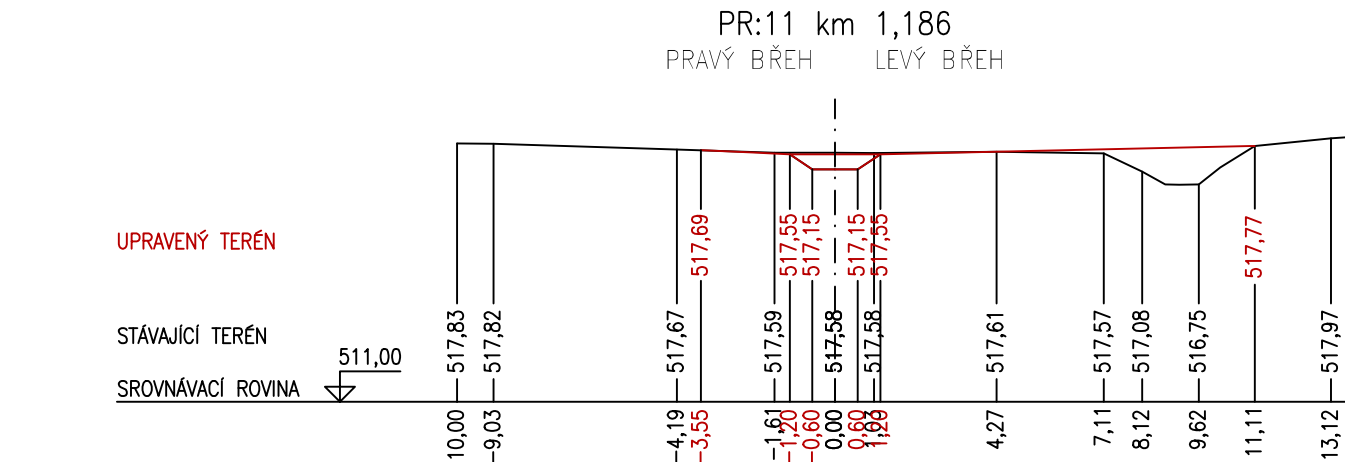 PR:11 km 1,186
PRAVÝ BŘEH LEVÝ BŘEH
UPRAVENÝ TERÉN
517,69 517,55 517,15 517,15 517,55 517,77
STÁVAJÍCÍ TERÉN
517,83 517,82 517,67 517,59 517,58 517,58 517,61 517,57 517,08 516,75 517,97
511,00
SROVNÁVACÍ ROVINA
10,00 -9,03 -4,19 -3,55 -1,61 -1,20 -0,60 0,00 0,60 1,03 1,20 4,27 7,11 8,12 9,62 11,11 13,12